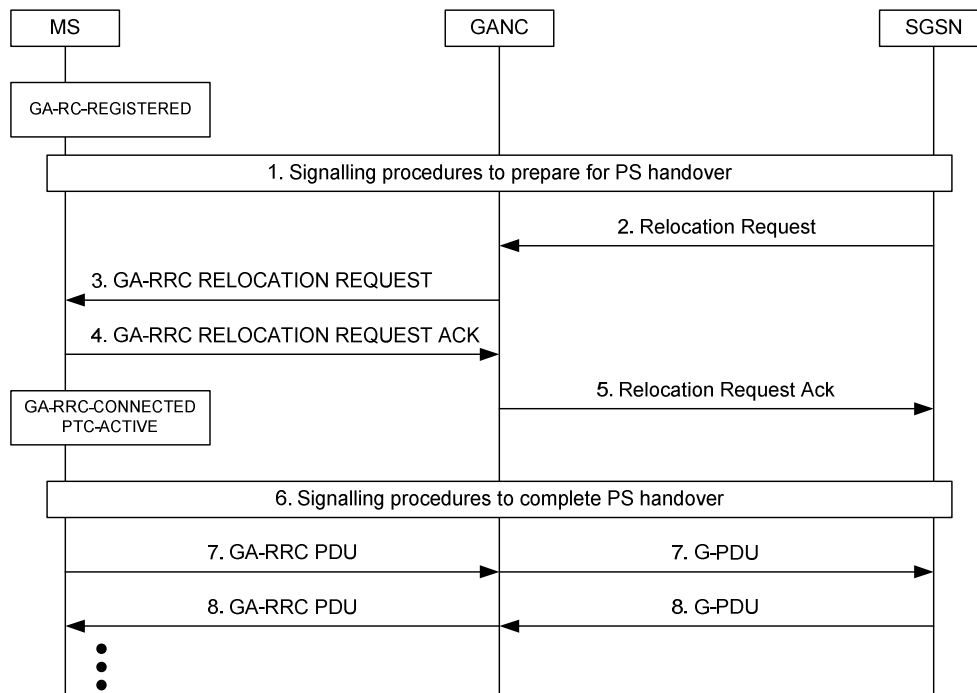 MS
GANC
SGSN
GA-RC-REGISTERED
1. Signalling procedures to prepare for PS handover
2. Relocation Request
3. GA-RRC RELOCATION REQUEST
4. GA-RRC RELOCATION REQUEST ACK
5. Relocation Request Ack
GA-RRC-CONNECTED
PTC-ACTIVE
6. Signalling procedures to complete PS handover
7. GA-RRC PDU
7. G-PDU
8. GA-RRC PDU
8. G-PDU